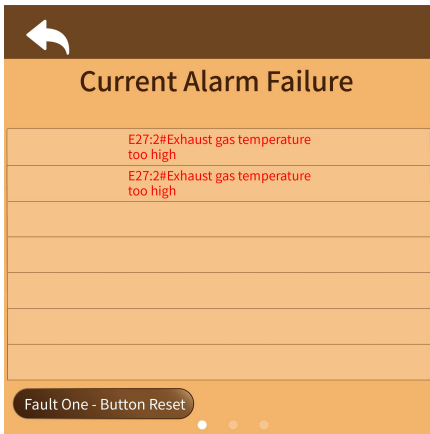 Current Alarm Failure
E27:2#Exhaust gas temperature
too high
E27:2#Exhaust gas temperature
too high
Fault One - Button Reset